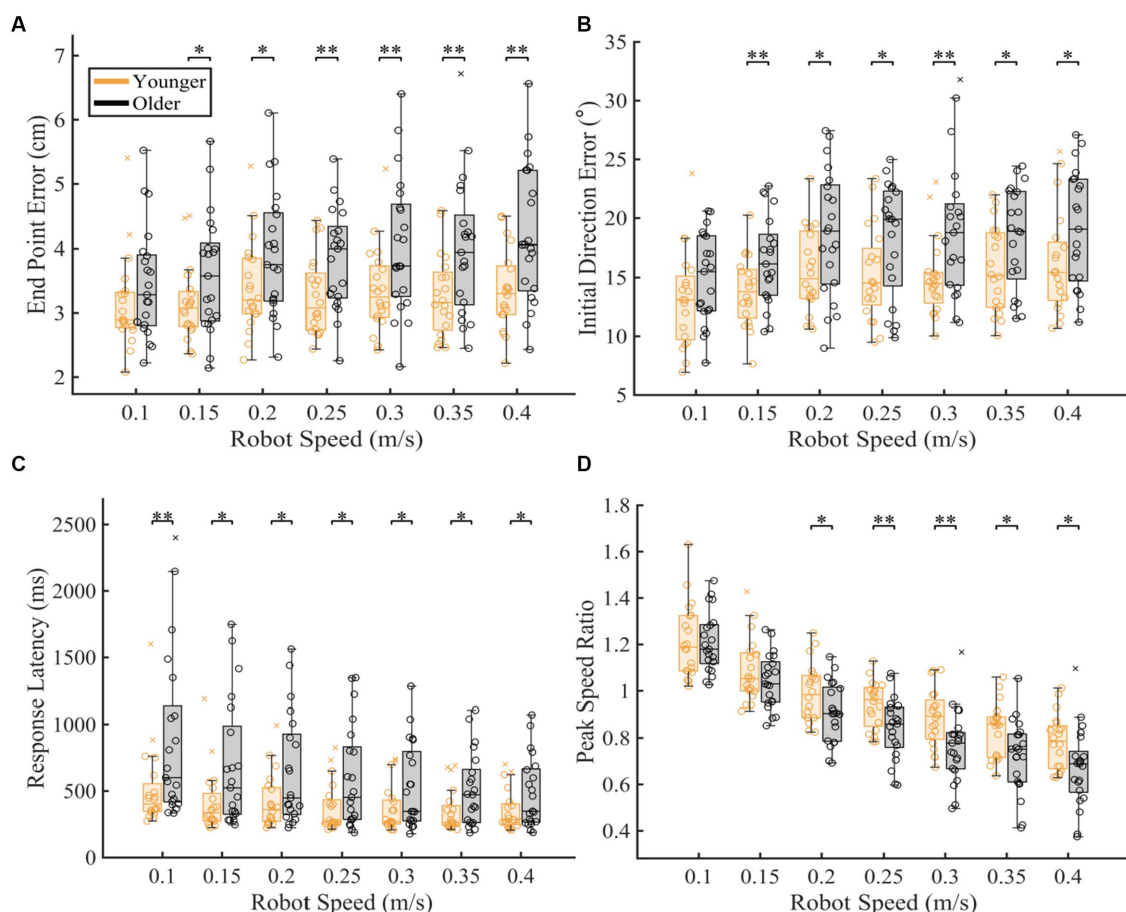 A
7
6
5
4
3
2
End Point Error (cm)
Younger
Older
* * ** ** ** **
0.1 0.15 0.2 0.25 0.3 0.35 0.4
Robot Speed (m/s)
B
35
30
25
20
15
10
5
Initial Direction Error (°)
** * * ** * *
0.1 0.15 0.2 0.25 0.3 0.35 0.4
Robot Speed (m/s)
C
2500
2000
1500
1000
500
0
Response Latency (ms)
** * * * * * *
0.1 0.15 0.2 0.25 0.3 0.35 0.4
Robot Speed (m/s)
D
1.8
1.6
1.4
1.2
1
0.8
0.6
0.4
Peak Speed Ratio
* ** ** * *
0.1 0.15 0.2 0.25 0.3 0.35 0.4
Robot Speed (m/s)